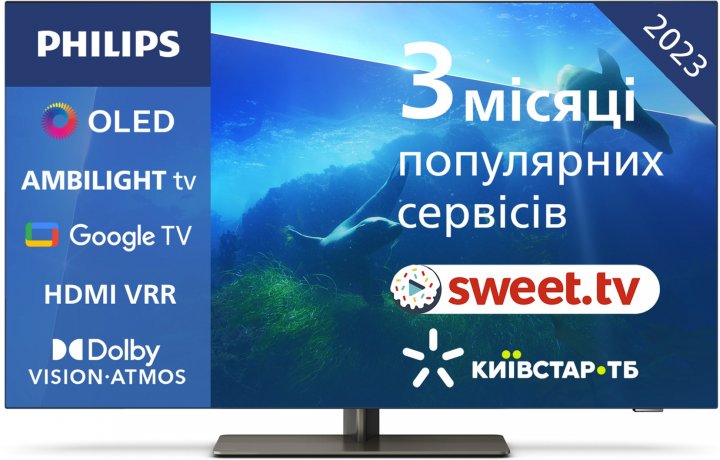 PHILIPS
OLED
AMBILIGHT tv
Google TV
HDMI VRR
Dolby
VISION·ATMOS
2023
3 місяці
популярних
сервісів
sweet.tv
КИЇВСТАР·ТБ